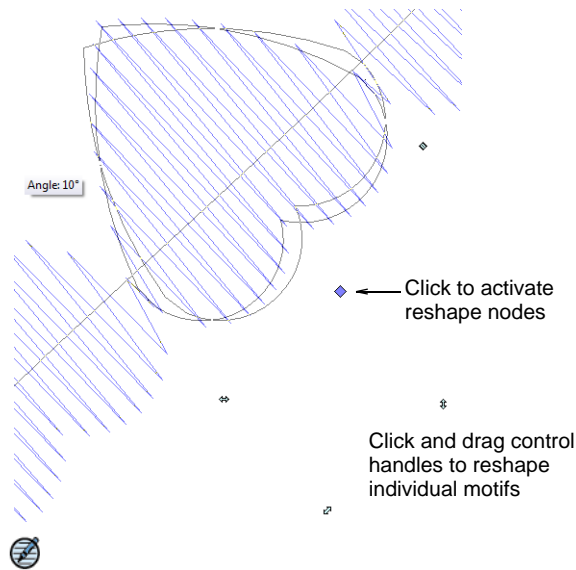 Angle: 10°
Click to activate
reshape nodes
Click and drag control
handles to reshape
individual motifs